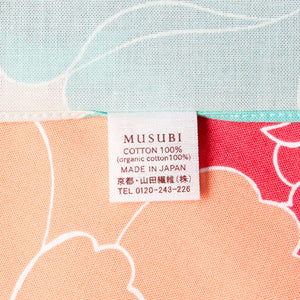 MUSUBI
COTTON 100%
(organic cotton100%)
MADE IN JAPAN
京都・山田繊維(株)
TEL 0120-243-226